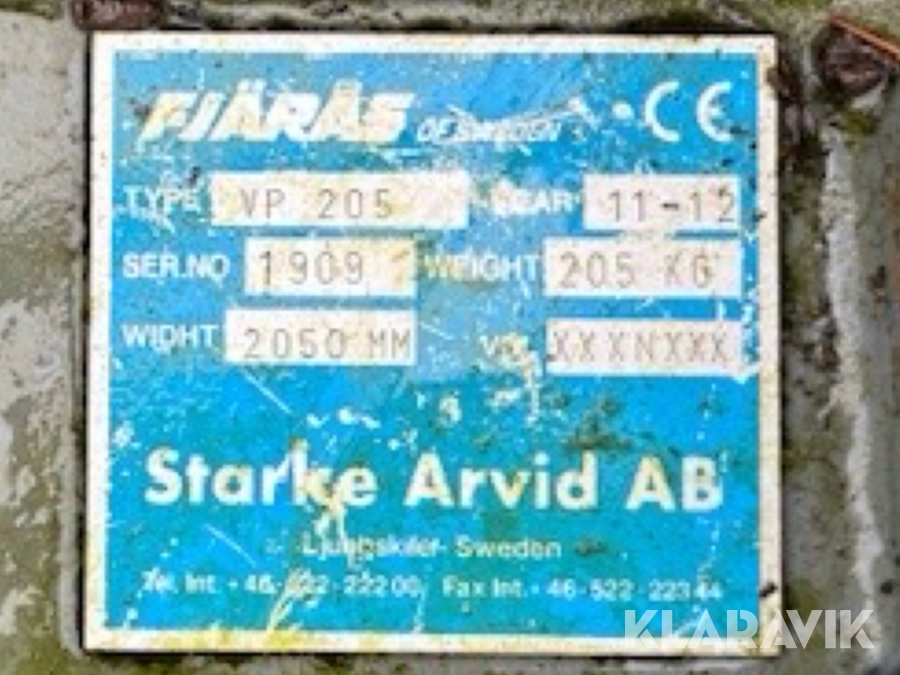 FJÄRÅS OF SWEDEN CE
TYPE VP 205 YEAR 11-12
SER.NO 1909 WEIGHT 205 KG
WIDHT 2050 MM XXXNXXX
Starke Arvid AB
Ljungskile - Sweden
Tel. Int. + 46 - 522 - 222 00, Fax Int. + 46 - 522 - 223 44
KLARAVIK